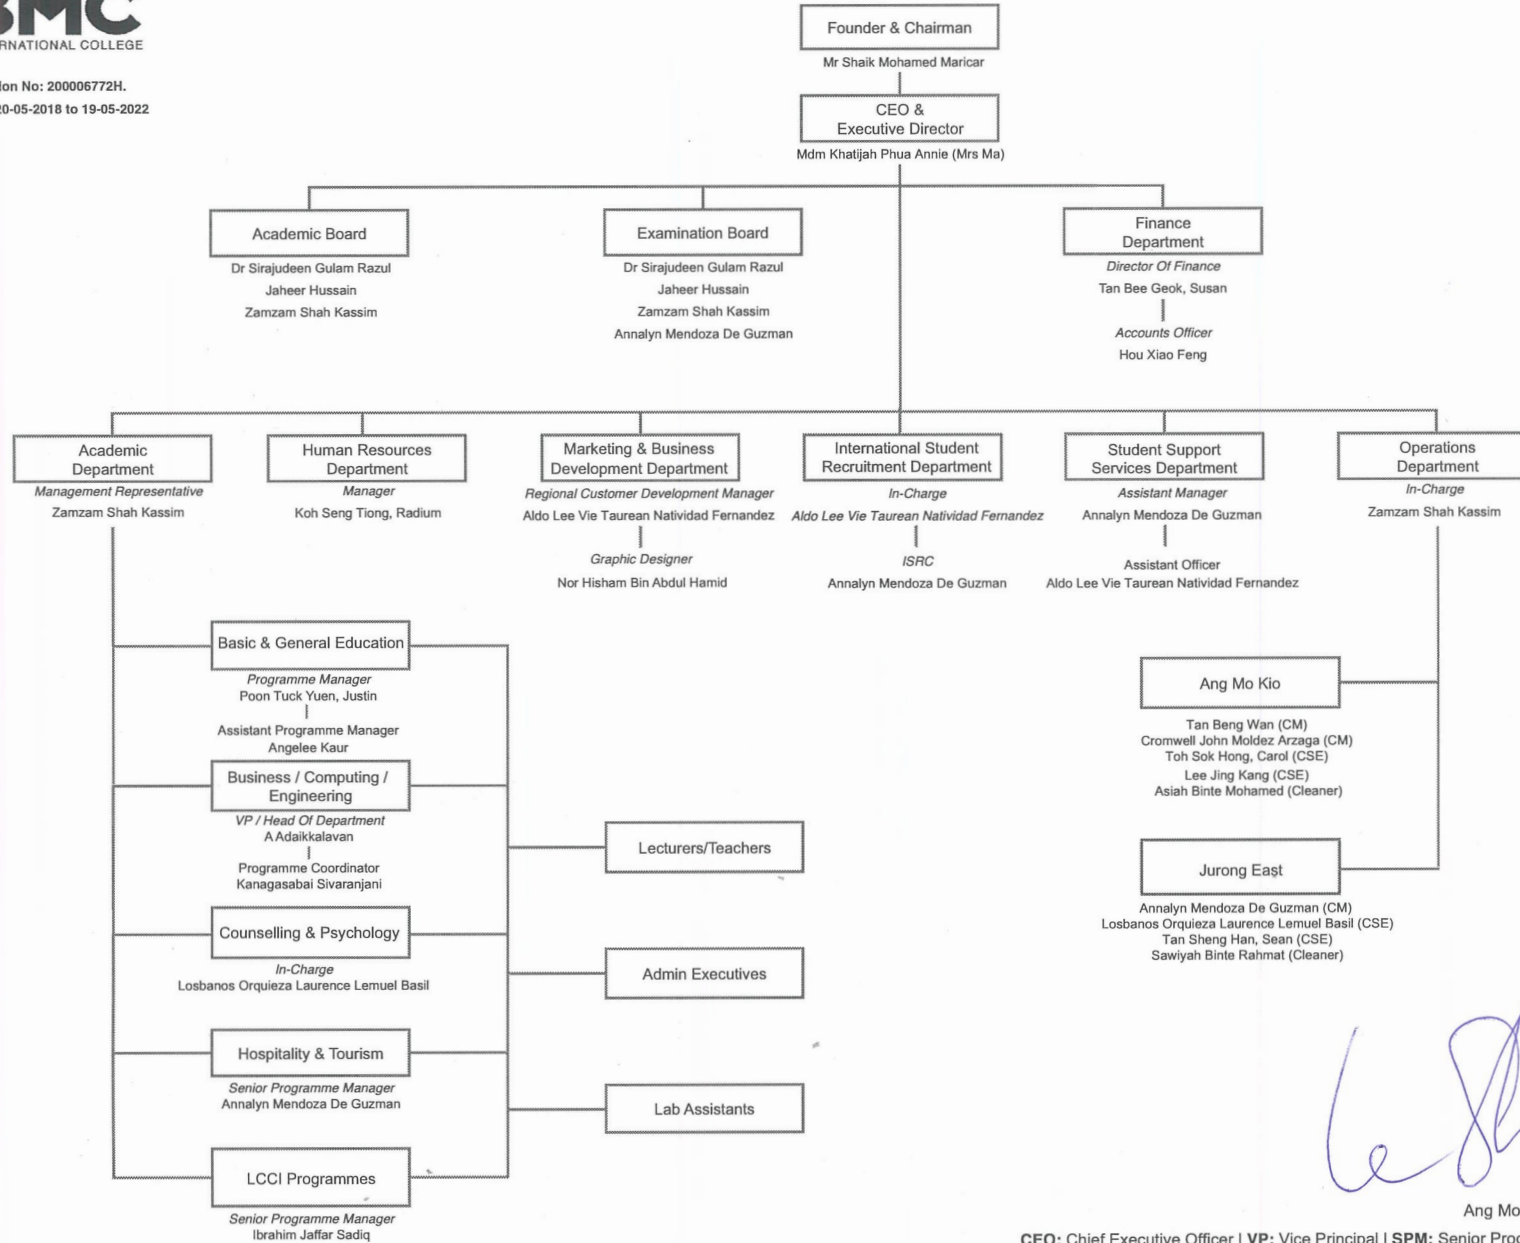 BMC
ERNATIONAL COLLEGE
ion No: 200006772H.
20-05-2018 to 19-05-2022
Founder & Chairman
Mr Shaik Mohamed Maricar
CEO &
Executive Director
Mdm Khatijah Phua Annie (Mrs Ma)
Academic Board
Dr Sirajudeen Gulam Razul
Jaheer Hussain
Zamzam Shah Kassim
Examination Board
Dr Sirajudeen Gulam Razul
Jaheer Hussain
Zamzam Shah Kassim
Annalyn Mendoza De Guzman
Finance
Department
Director Of Finance
Tan Bee Geok, Susan
Accounts Officer
Hou Xiao Feng
Academic
Department
Management Representative
Zamzam Shah Kassim
Human Resources
Department
Manager
Koh Seng Tiong, Radium
Marketing & Business
Development Department
Regional Customer Development Manager
Aldo Lee Vie Taurean Natividad Fernandez
Graphic Designer
Nor Hisham Bin Abdul Hamid
International Student
Recruitment Department
In-Charge
Aldo Lee Vie Taurean Natividad Fernandez
ISRC
Annalyn Mendoza De Guzman
Student Support
Services Department
Assistant Manager
Annalyn Mendoza De Guzman
Assistant Officer
Aldo Lee Vie Taurean Natividad Fernandez
Operations
Department
In-Charge
Zamzam Shah Kassim
Basic & General Education
Programme Manager
Poon Tuck Yuen, Justin
Assistant Programme Manager
Angelee Kaur
Business / Computing /
Engineering
VP / Head Of Department
A Adaikkalavan
Programme Coordinator
Kanagasabai Sivaranjani
Counselling & Psychology
In-Charge
Losbanos Orquieza Laurence Lemuel Basil
Hospitality & Tourism
Senior Programme Manager
Annalyn Mendoza De Guzman
LCCI Programmes
Senior Programme Manager
Ibrahim Jaffar Sadiq
Lecturers/Teachers
Admin Executives
Lab Assistants
Ang Mo Kio
Tan Beng Wan (CM)
Cromwell John Moldez Arzaga (CM)
Toh Sok Hong, Carol (CSE)
Lee Jing Kang (CSE)
Asiah Binte Mohamed (Cleaner)
Jurong East
Annalyn Mendoza De Guzman (CM)
Losbanos Orquieza Laurence Lemuel Basil (CSE)
Tan Sheng Han, Sean (CSE)
Sawiyah Binte Rahmat (Cleaner)
Ang Mo
CEO: Chief Executive Officer | VP: Vice Principal | SPM: Senior Prog